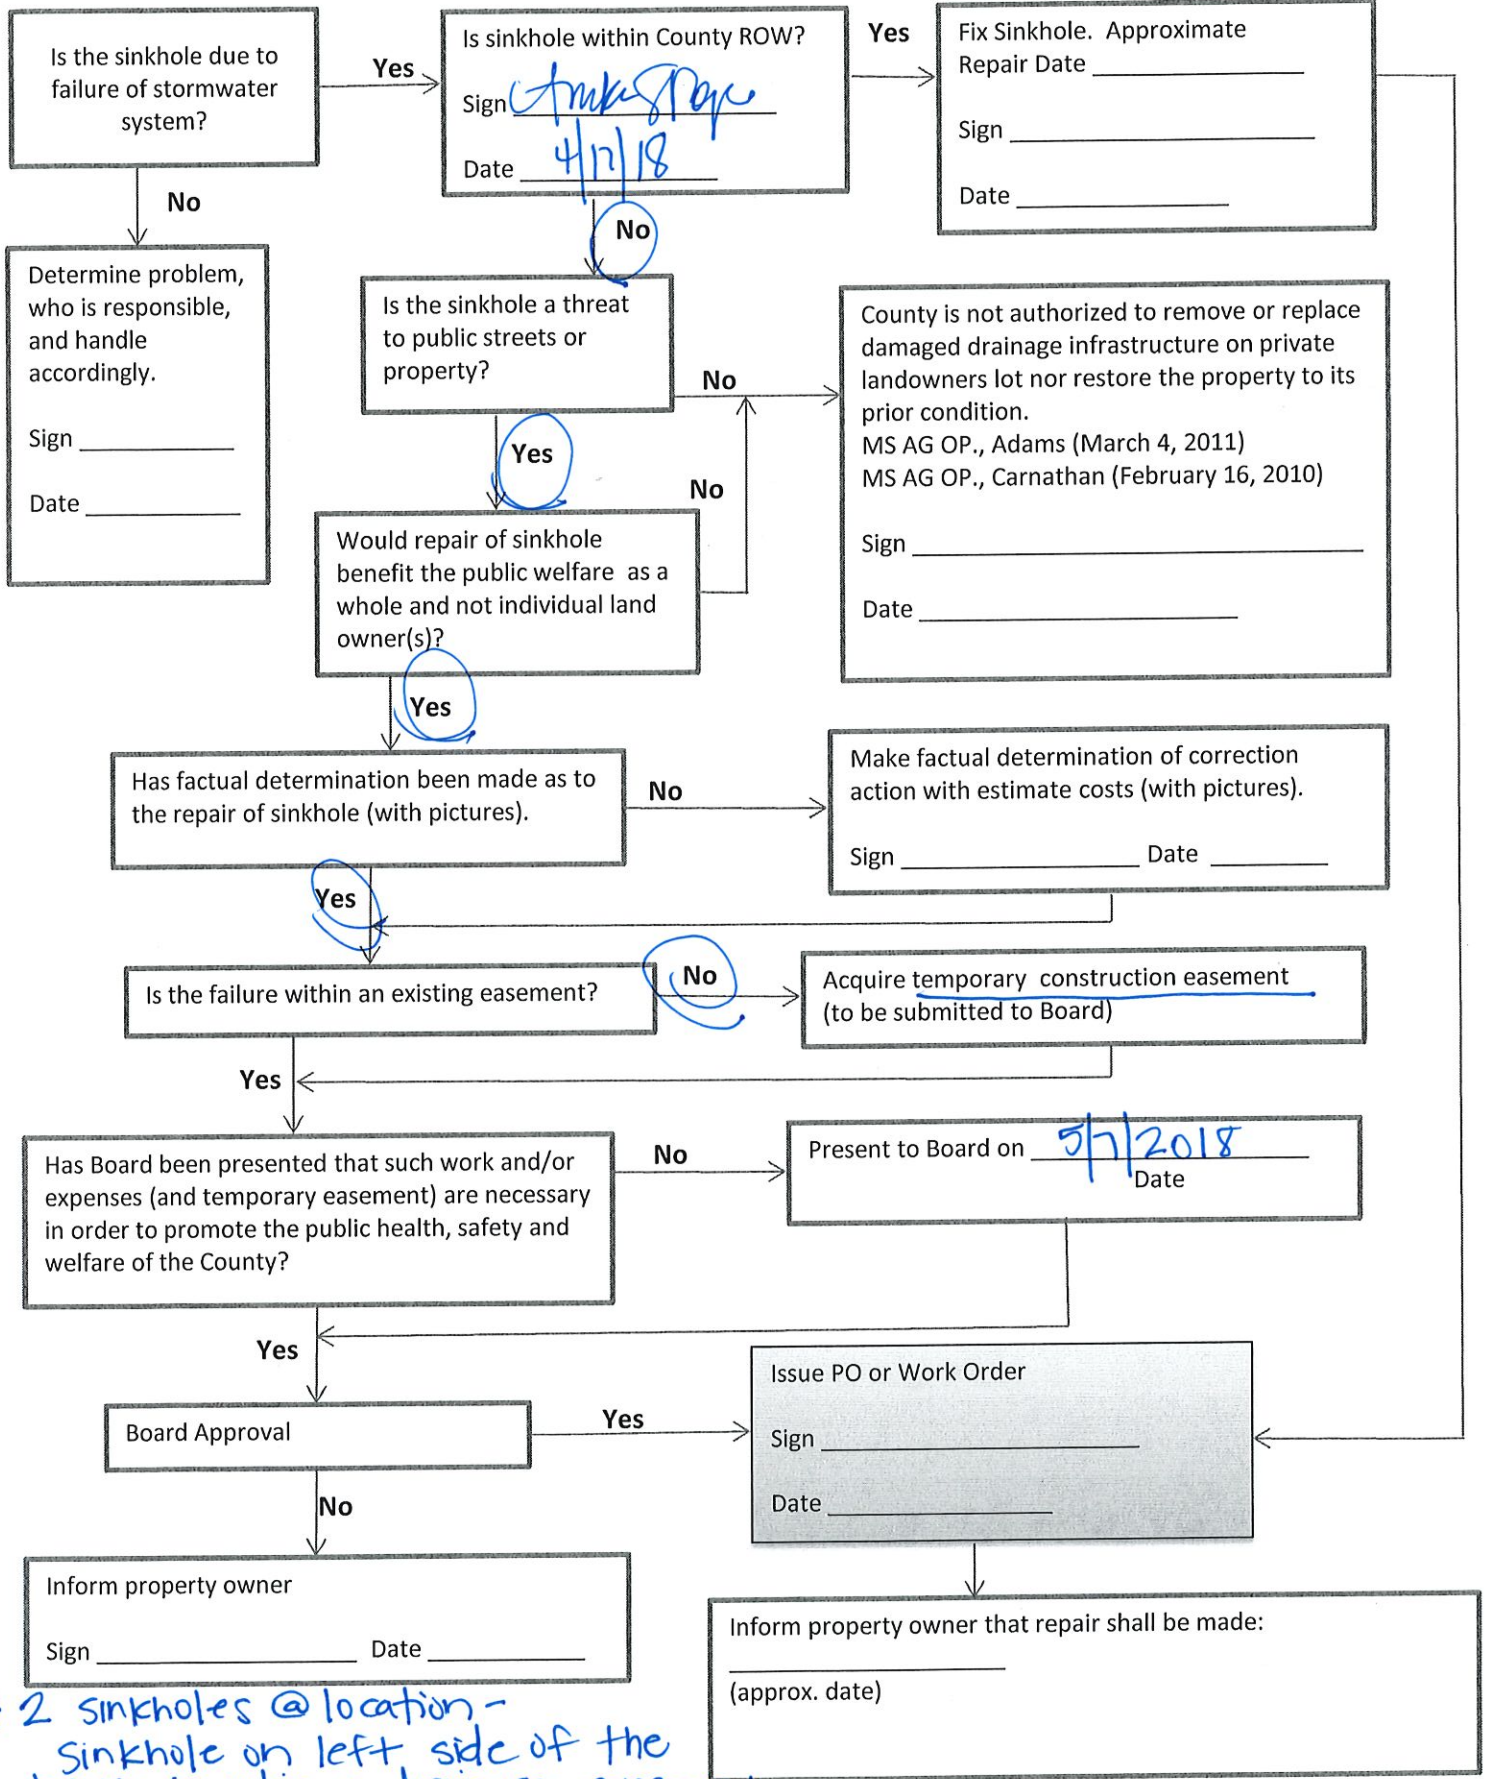 Is the sinkhole due to
failure of stormwater
system?
Yes
Is sinkhole within County ROW?
Sign
Date 4/17/18
Yes
Fix Sinkhole.  Approximate
Repair Date
Sign
Date
No
No
Determine problem,
who is responsible,
and handle
accordingly.
Sign
Date
Is the sinkhole a threat
to public streets or
property?
No
Yes
No
County is not authorized to remove or replace
damaged drainage infrastructure on private
landowners lot nor restore the property to its
prior condition.
MS AG OP., Adams (March 4, 2011)
MS AG OP., Carnathan (February 16, 2010)
Sign
Date
Would repair of sinkhole
benefit the public welfare  as a
whole and not individual land
owner(s)?
Yes
Has factual determination been made as to
the repair of sinkhole (with pictures).
No
Make factual determination of correction
action with estimate costs (with pictures).
Sign Date
Yes
Is the failure within an existing easement?
No
Acquire temporary  construction easement
(to be submitted to Board)
Yes
Has Board been presented that such work and/or
expenses (and temporary easement) are necessary
in order to promote the public health, safety and
welfare of the County?
No
Present to Board on 5/7/2018
Date
Yes
Board Approval
Yes
Issue PO or Work Order
Sign
Date
No
Inform property owner
Sign Date
Inform property owner that repair shall be made:
(approx. date)
2 sinkholes @ location -
sinkhole on left side of the